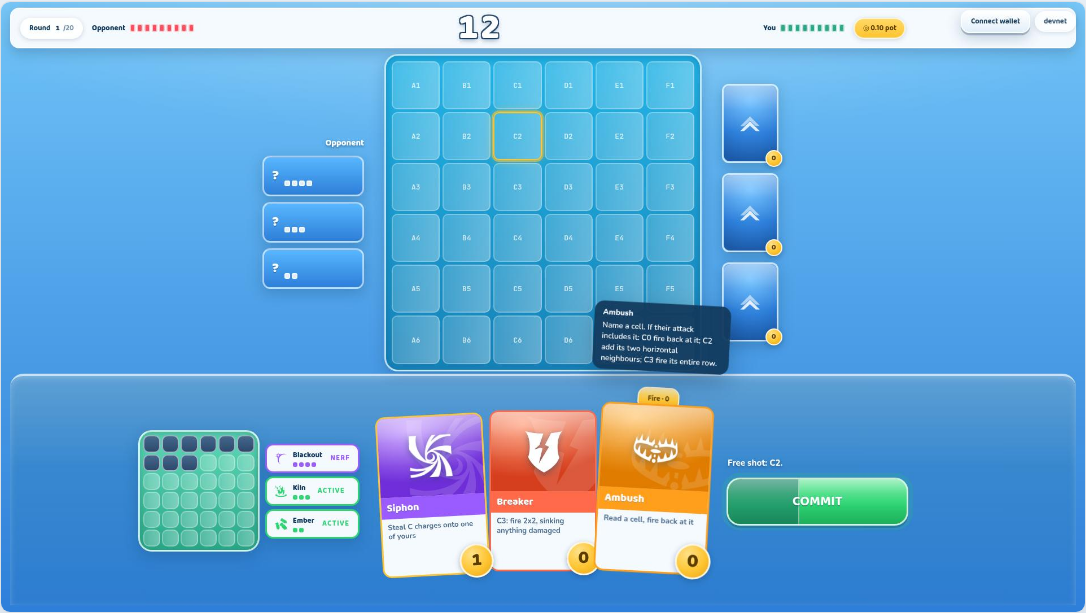 Round 1 /20
Opponent
12
You
0.10 pot
Connect wallet
devnet
A1 B1 C1 D1 E1 F1
A2 B2 C2 D2 E2 F2
A3 B3 C3 D3 E3 F3
A4 B4 C4 D4 E4 F4
A5 B5 C5 D5 E5 F5
A6 B6 C6 D6
Opponent
?
?
?
0
0
0
Ambush
Name a cell. If their attack
includes it: C0 fire back at it; C2
add its two horizontal
neighbours; C3 fire its entire row.
Blackout NERF
Kiln ACTIVE
Ember ACTIVE
Siphon
Steal C charges onto one
of yours
1
Breaker
C3: fire 2x2, sinking
anything damaged
0
Fire · 0
Ambush
Read a cell, fire back at it
0
Free shot: C2.
COMMIT